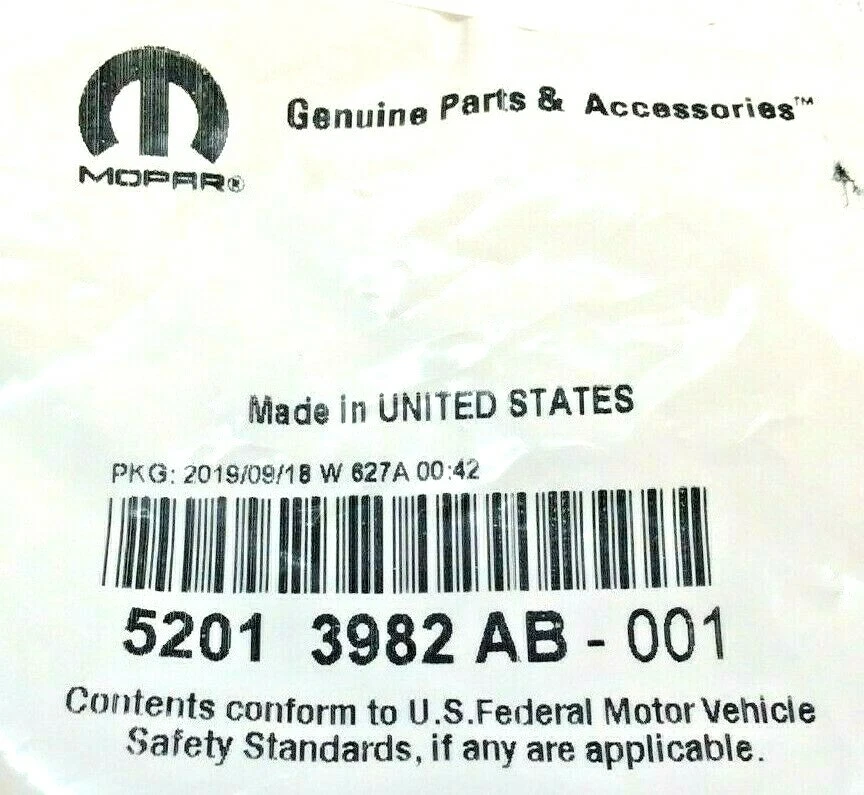 Genuine Parts & Accessories™
MOPAR®
Made in UNITED STATES
PKG: 2019/09/18 W 627A 00:42
5201 3982 AB - 001
Contents conform to U.S.Federal Motor Vehicle
Safety Standards, if any are applicable.